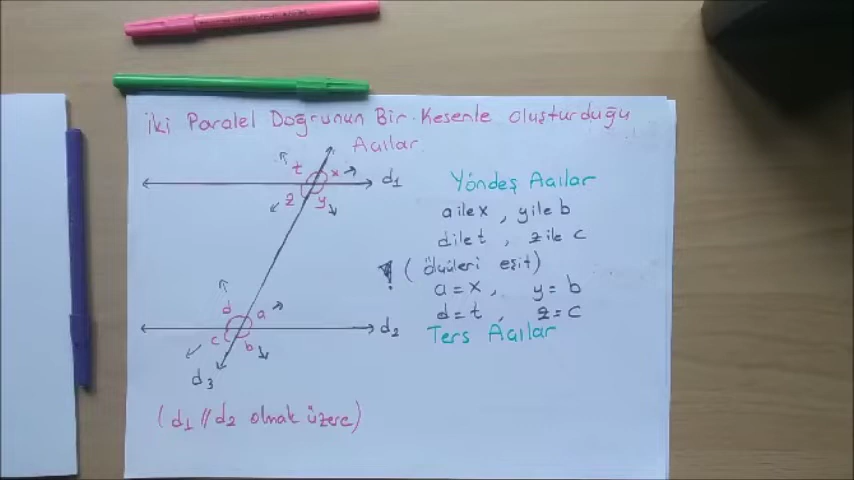 İki Paralel Doğrunun Bir Kesenle Oluşturduğu
Açılar
t x
d1
z y
Yöndeş Açılar
a ile x, y ile b
d ile t, z ile c
! (ölçüleri eşit)
a = x, y = b
d = t, z = c
Ters Açılar
d a
d2
c b
d3
(d1 // d2 olmak üzere)